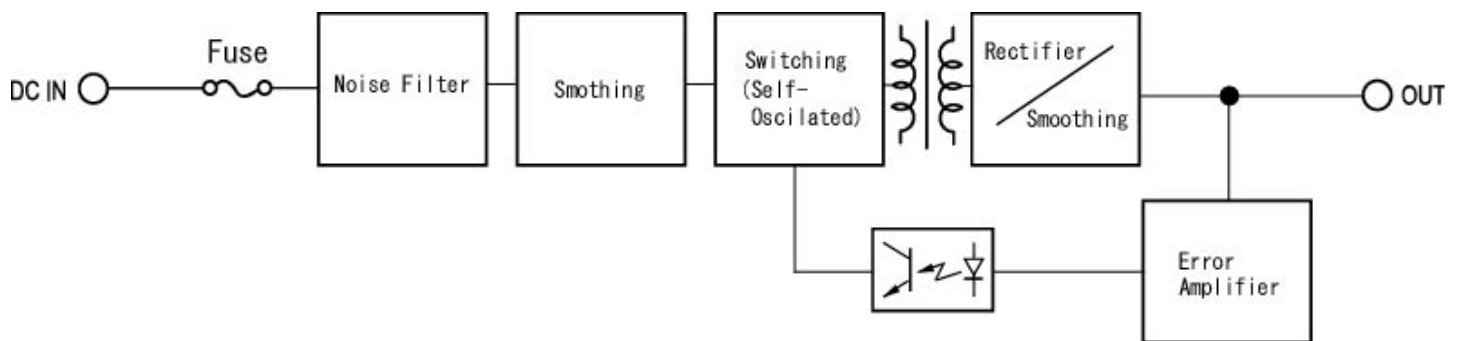 DC IN
Fuse
Noise Filter
Smothing
Switching
(Self-
Oscilated)
Rectifier
Smoothing
OUT
Error
Amplifier